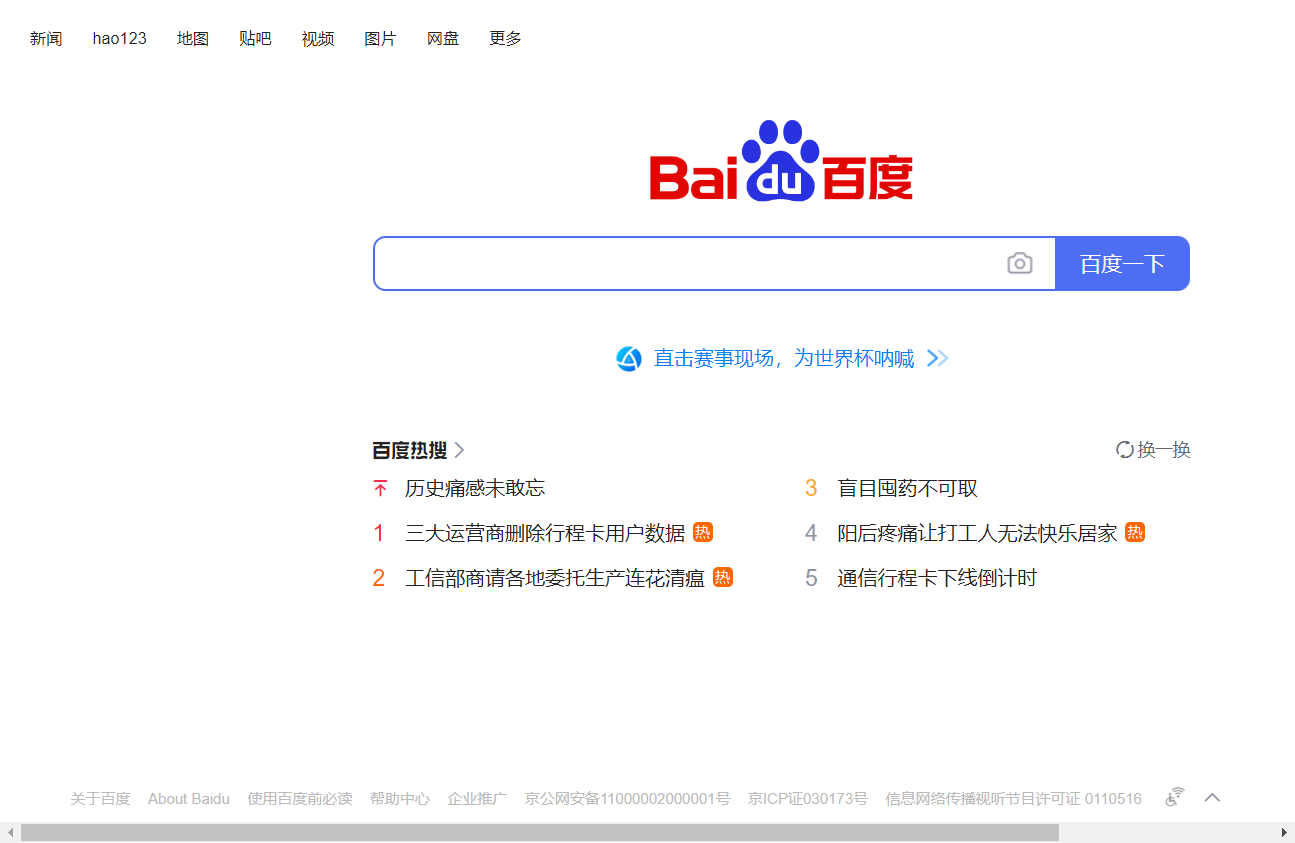 新闻 hao123 地图 贴吧 视频 图片 网盘 更多
Bai du 百度
百度一下
直击赛事现场，为世界杯呐喊
百度热搜 换一换
历史痛感未敢忘
1 三大运营商删除行程卡用户数据 热
2 工信部商请各地委托生产连花清瘟 热
3 盲目囤药不可取
4 阳后疼痛让打工人无法快乐居家 热
5 通信行程卡下线倒计时
关于百度 About Baidu 使用百度前必读 帮助中心 企业推广 京公网安备11000002000001号 京ICP证030173号 信息网络传播视听节目许可证 0110516